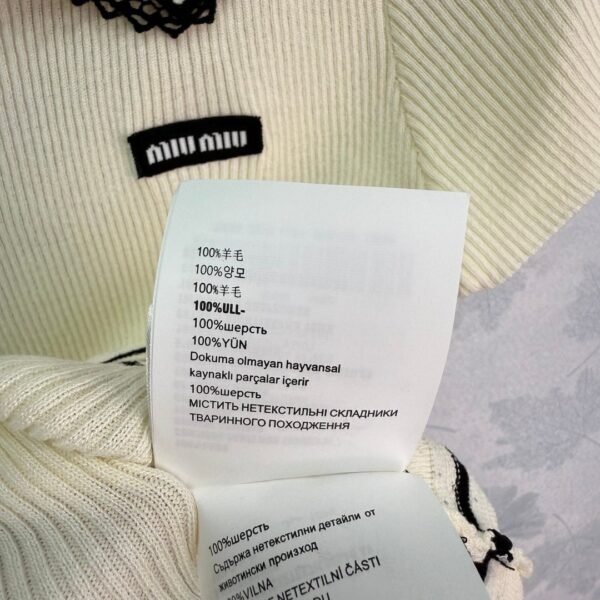 MIU MIU
100%羊毛
100%양모
100%羊毛
100%ULL-
100%шерсть
100%YÜN
Dokuma olmayan hayvansal
kaynaklı parçalar içerir
100%шерсть
МІСТИТЬ НЕТЕКСТИЛЬНІ СКЛАДНИКИ
ТВАРИННОГО ПОХОДЖЕННЯ
100%шерсть
Съдържа нетекстилни детайли от
животински произход
100%VILNA
NETEXTILNÍ ČÁSTI